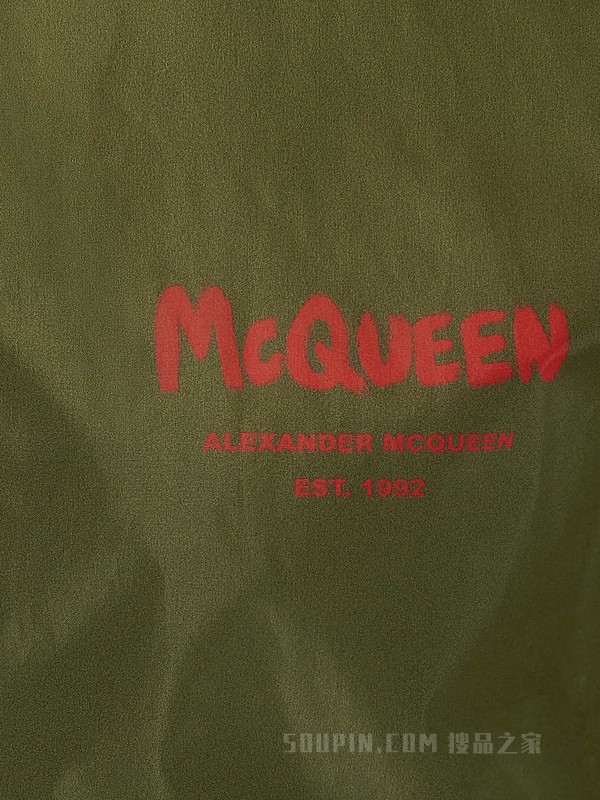 McQUEEN
ALEXANDER MCQUEEN
EST. 1992
SOUPIN.COM 搜品之家